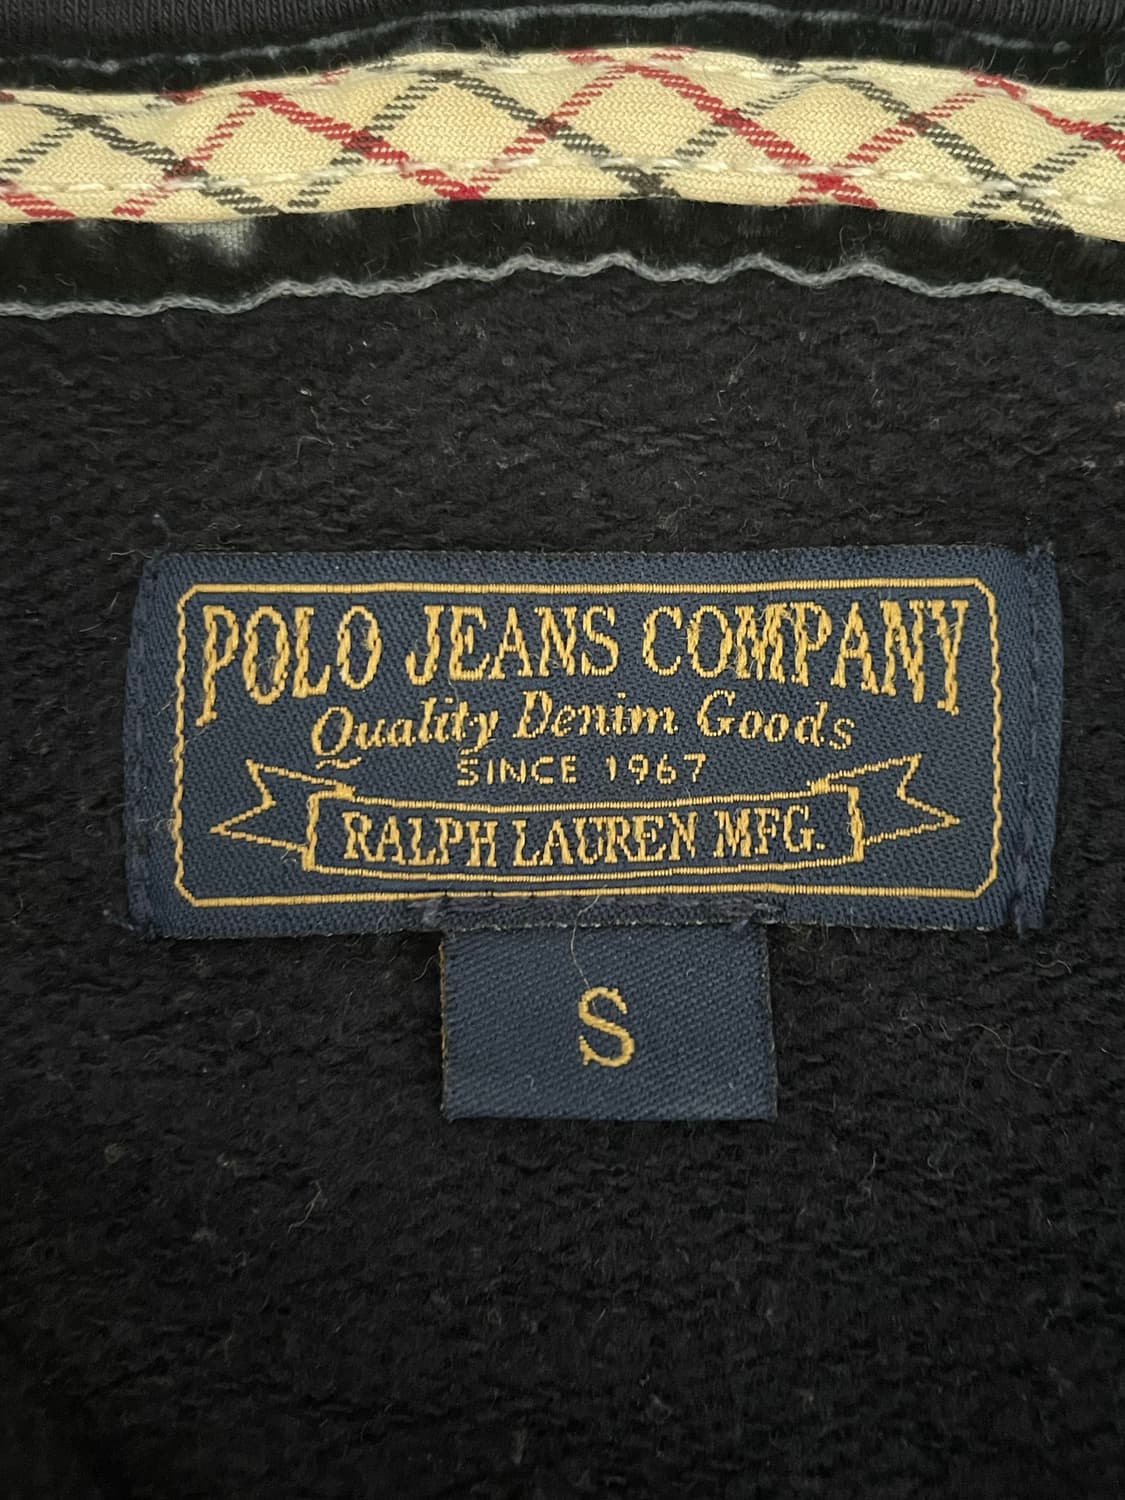 POLO JEANS COMPANY
Quality Denim Goods
SINCE 1967
RALPH LAUREN MFG.
S